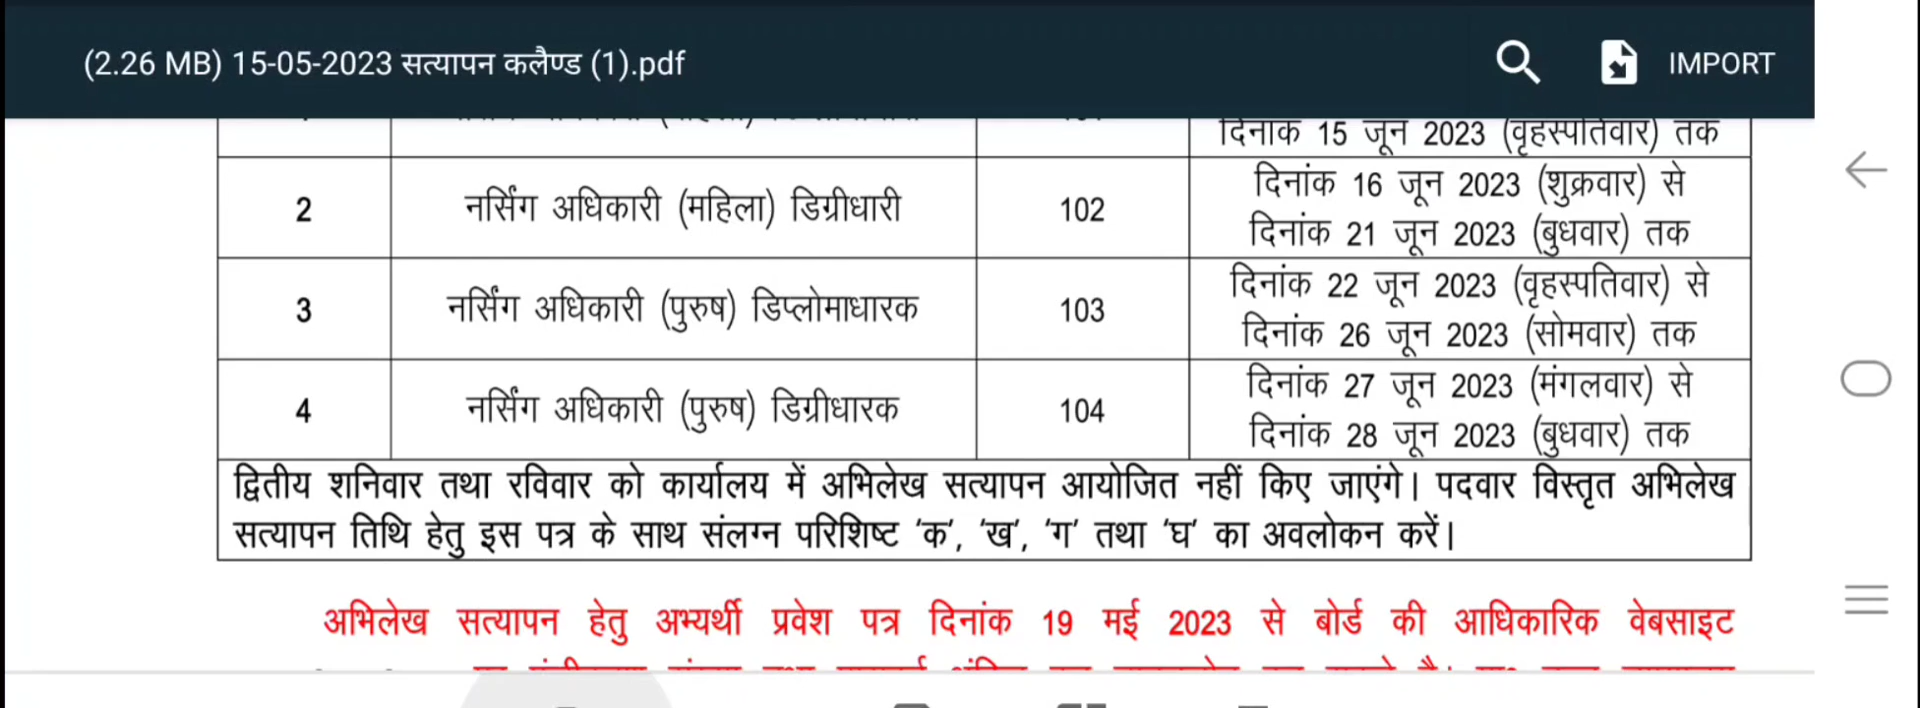 (2.26 MB) 15-05-2023 सत्यापन कलैण्ड (1).pdf
IMPORT
दिनांक 15 जून 2023 (वृहस्पतिवार) तक
2 नर्सिंग अधिकारी (महिला) डिग्रीधारी 102 दिनांक 16 जून 2023 (शुक्रवार) से
दिनांक 21 जून 2023 (बुधवार) तक
3 नर्सिंग अधिकारी (पुरुष) डिप्लोमाधारक 103 दिनांक 22 जून 2023 (वृहस्पतिवार) से
दिनांक 26 जून 2023 (सोमवार) तक
4 नर्सिंग अधिकारी (पुरुष) डिग्रीधारक 104 दिनांक 27 जून 2023 (मंगलवार) से
दिनांक 28 जून 2023 (बुधवार) तक
द्वितीय शनिवार तथा रविवार को कार्यालय में अभिलेख सत्यापन आयोजित नहीं किए जाएंगे। पदवार विस्तृत अभिलेख
सत्यापन तिथि हेतु इस पत्र के साथ संलग्न परिशिष्ट ‘क’, ‘ख’, ‘ग’ तथा ‘घ’ का अवलोकन करें।
अभिलेख सत्यापन हेतु अभ्यर्थी प्रवेश पत्र दिनांक 19 मई 2023 से बोर्ड की आधिकारिक वेबसाइट